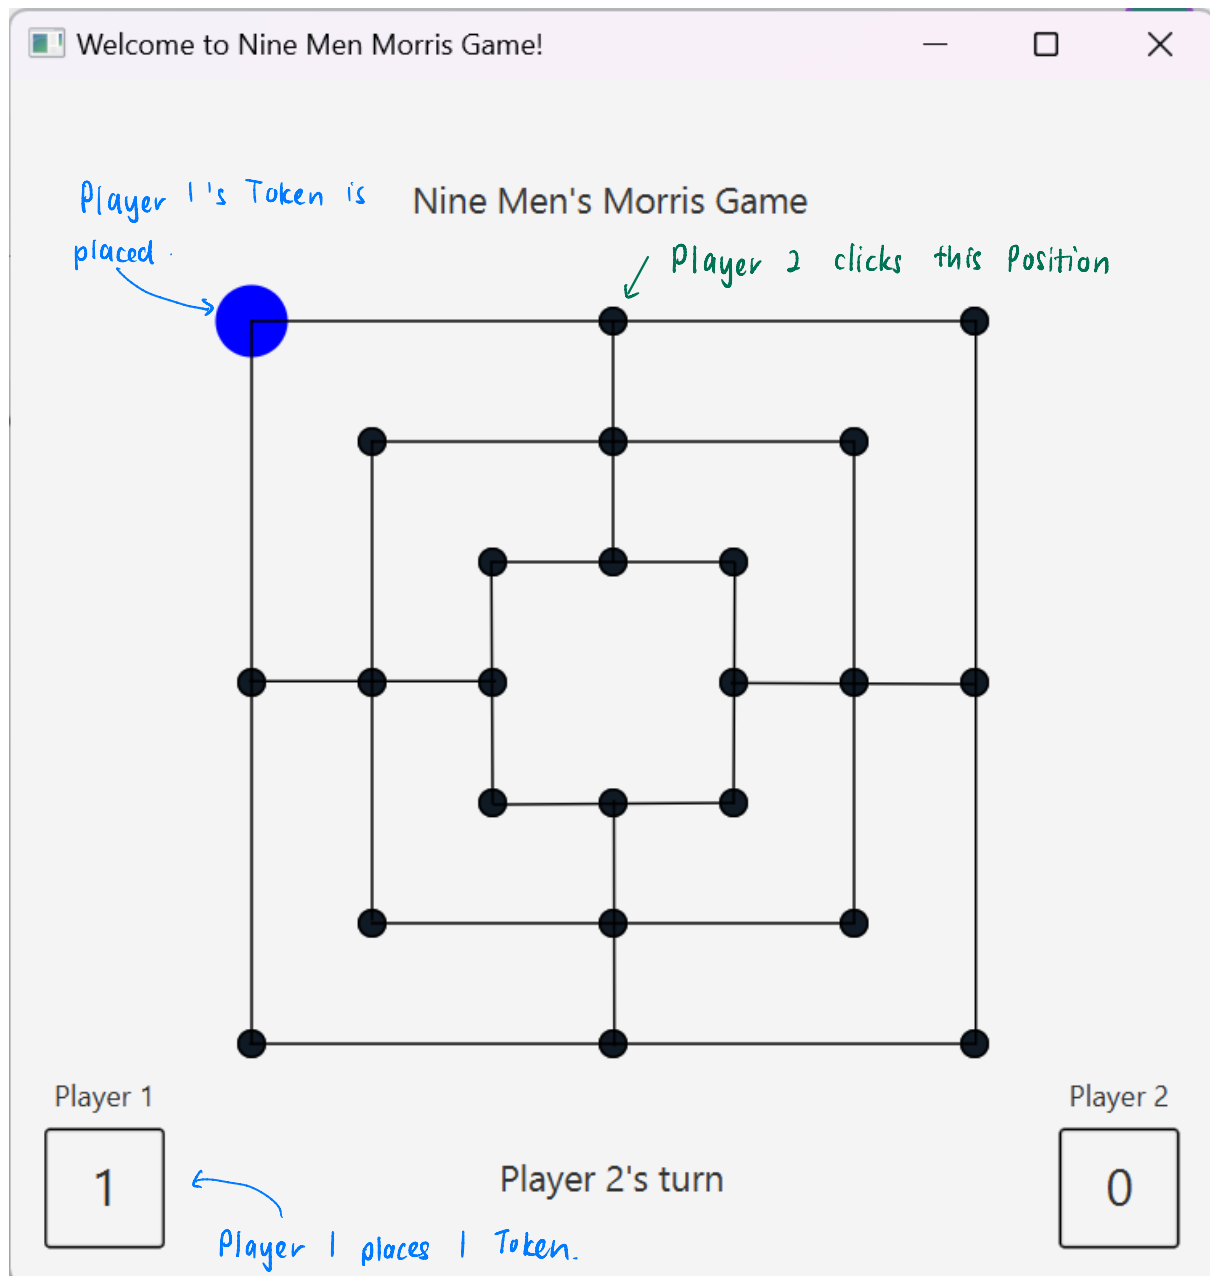 Welcome to Nine Men Morris Game!
Player 1's Token is
placed.
Nine Men's Morris Game
Player 2 clicks this Position
Player 1
1
Player 1 places 1 Token.
Player 2's turn
Player 2
0